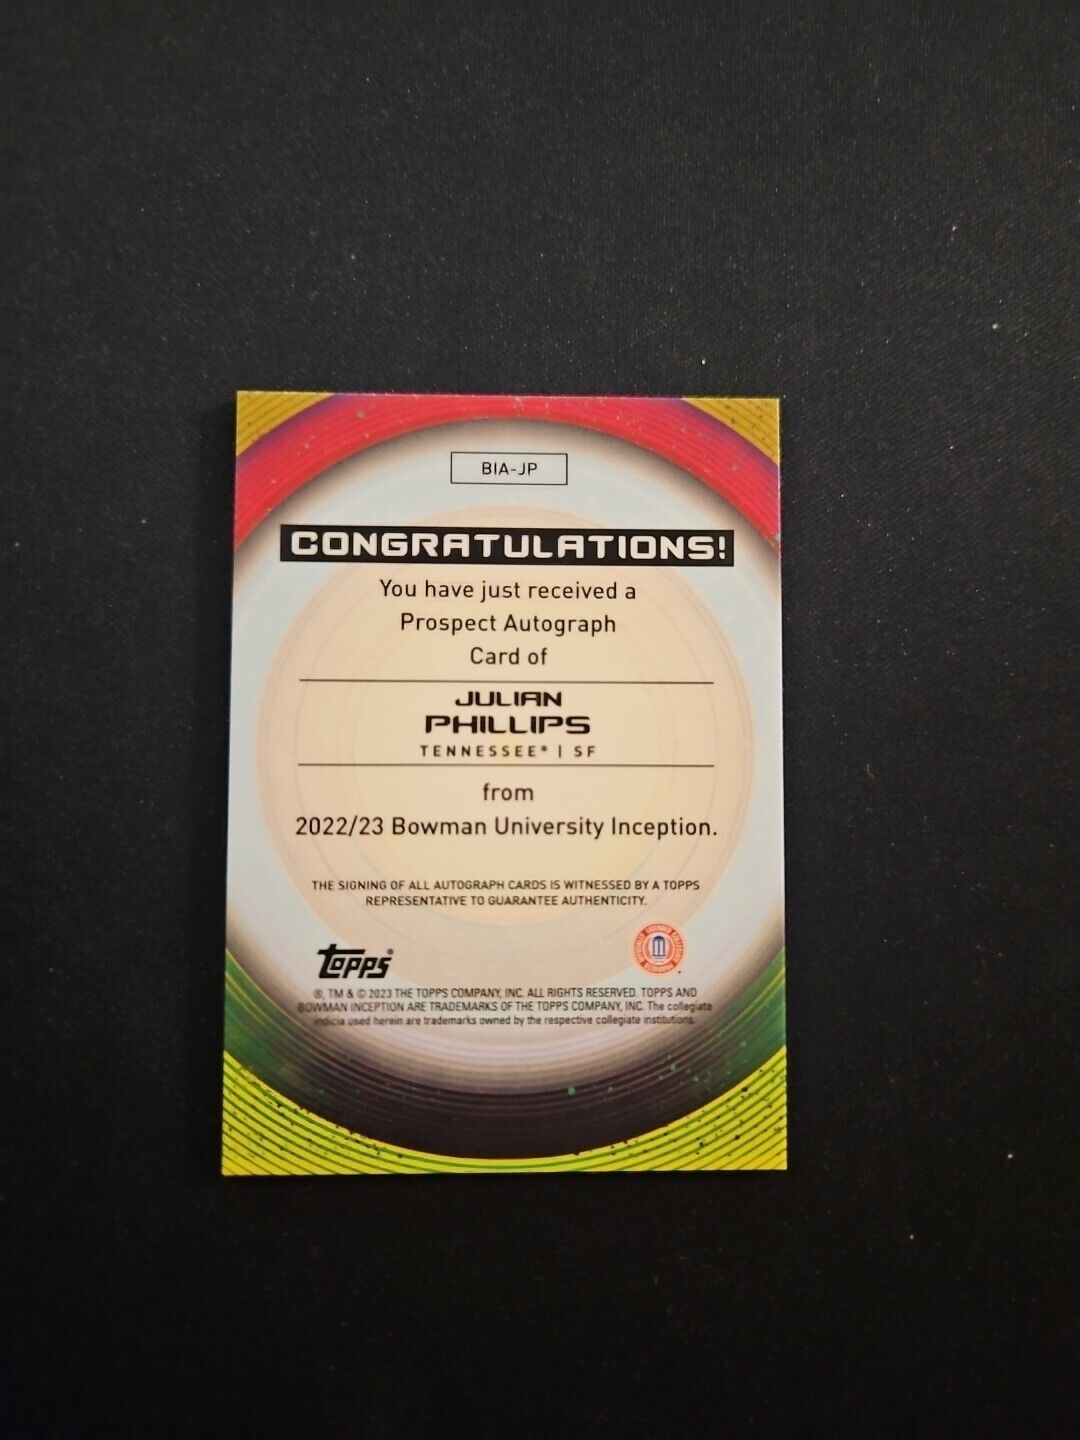 BIA-JP
CONGRATULATIONS!
You have just received a
Prospect Autograph
Card of
JULIAN
PHILLIPS
TENNESSEE® | SF
from
2022/23 Bowman University Inception.
THE SIGNING OF ALL AUTOGRAPH CARDS IS WITNESSED BY A TOPPS
REPRESENTATIVE TO GUARANTEE AUTHENTICITY.
topps®
®, TM & © 2023 THE TOPPS COMPANY, INC. ALL RIGHTS RESERVED. TOPPS AND
BOWMAN INCEPTION ARE TRADEMARKS OF THE TOPPS COMPANY, INC. The collegiate
indicia used herein are trademarks owned by the respective collegiate institutions.